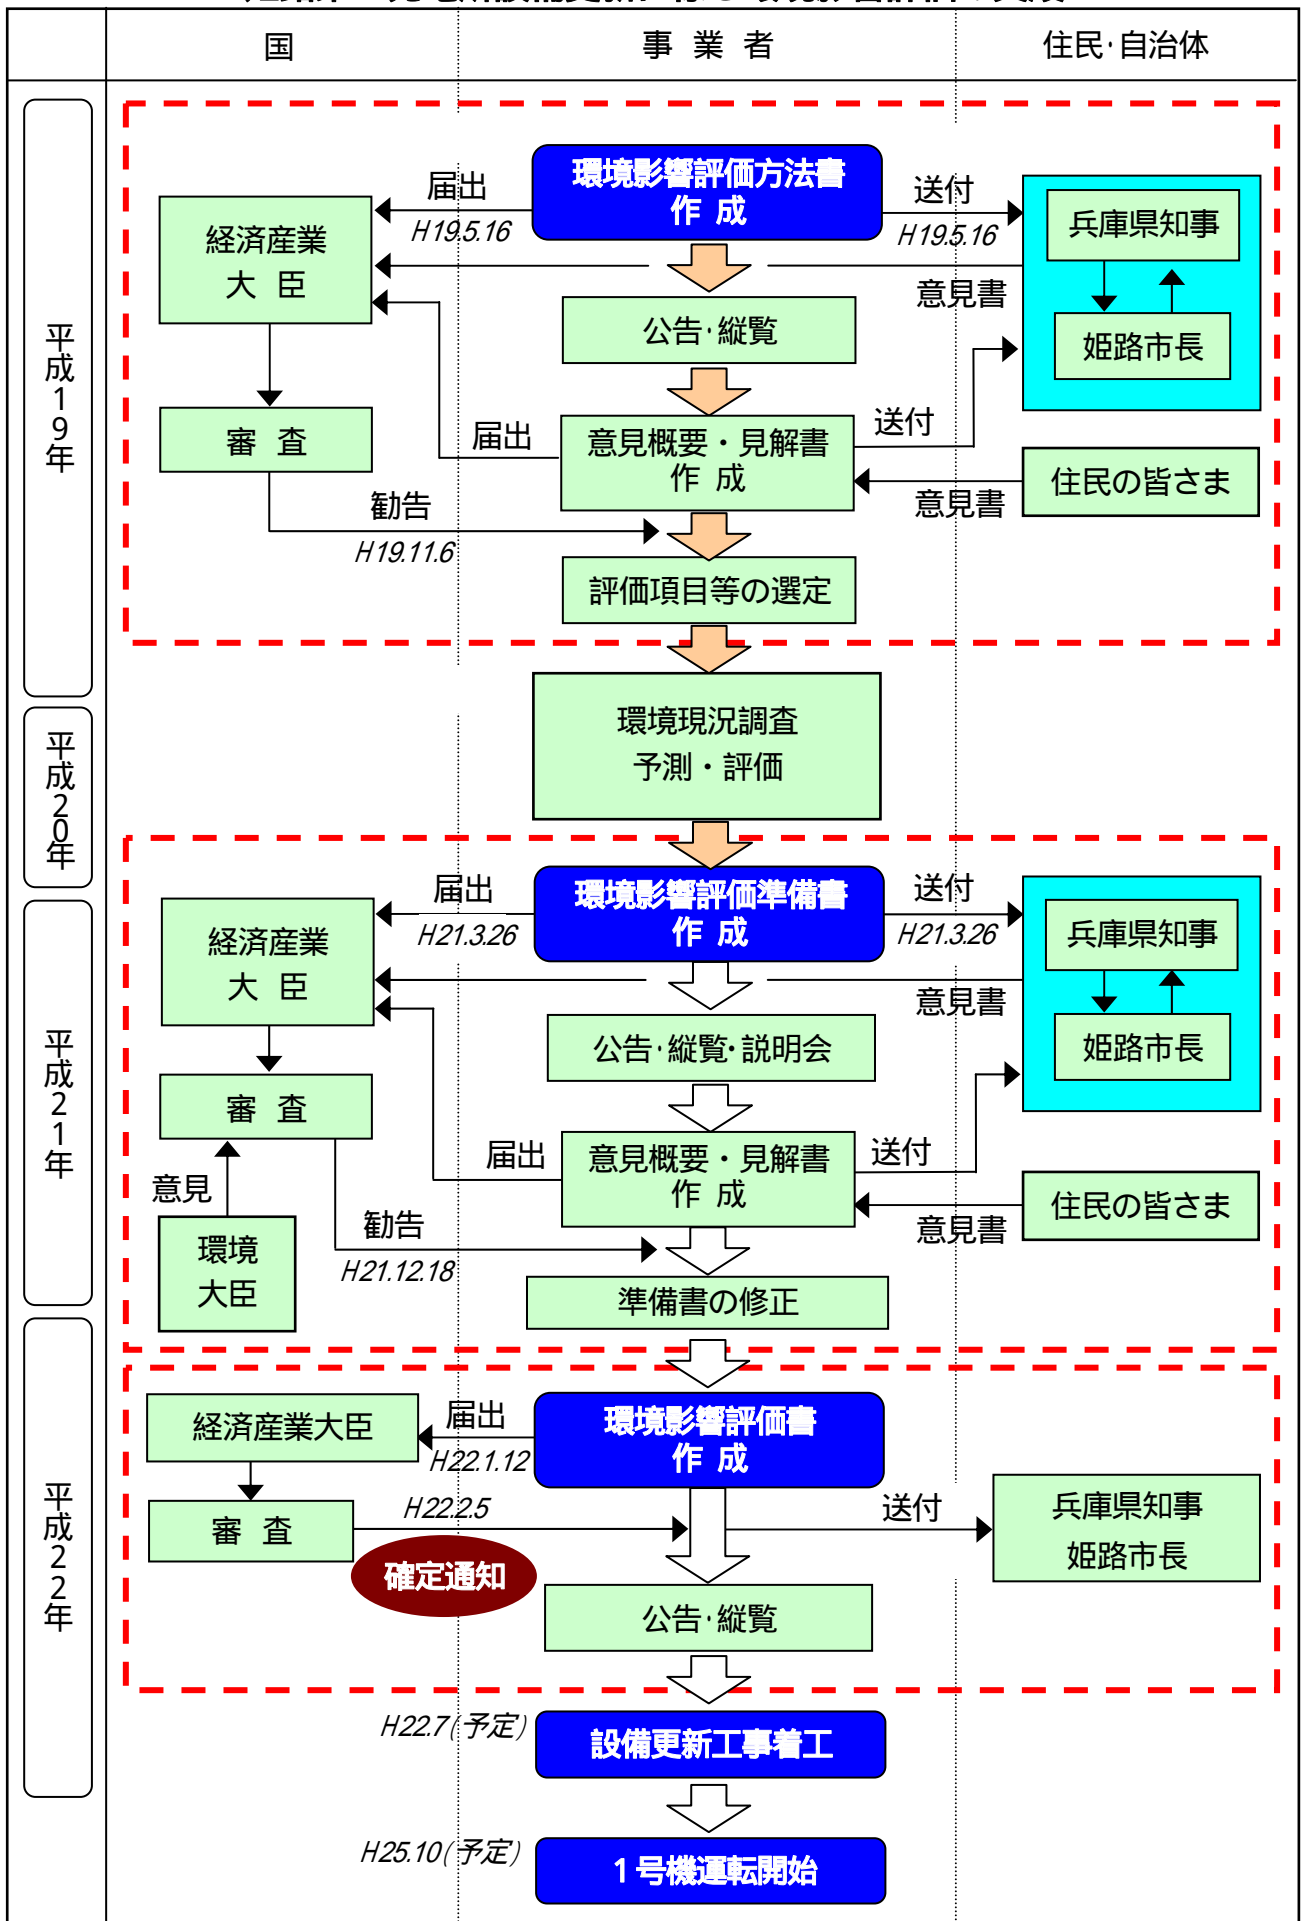 国
事業者
住民・自治体
平成19年
環境影響評価方法書
作成
届出
H19.5.16
送付
H19.5.16
経済産業
大臣
兵庫県知事
意見書
公告・縦覧
姫路市長
審査
届出
意見概要・見解書
作成
送付
住民の皆さま
意見書
勧告
H19.11.6
評価項目等の選定
平成20年
環境現況調査
予測・評価
平成21年
環境影響評価準備書
作成
届出
H21.3.26
送付
H21.3.26
経済産業
大臣
兵庫県知事
意見書
公告・縦覧・説明会
姫路市長
審査
届出
意見概要・見解書
作成
送付
意見
住民の皆さま
意見書
環境
大臣
勧告
H21.12.18
準備書の修正
平成22年
経済産業大臣
届出
H22.1.12
環境影響評価書
作成
審査
H22.2.5
確定通知
送付
兵庫県知事
姫路市長
公告・縦覧
H22.7(予定)
設備更新工事着工
H25.10(予定)
1号機運転開始